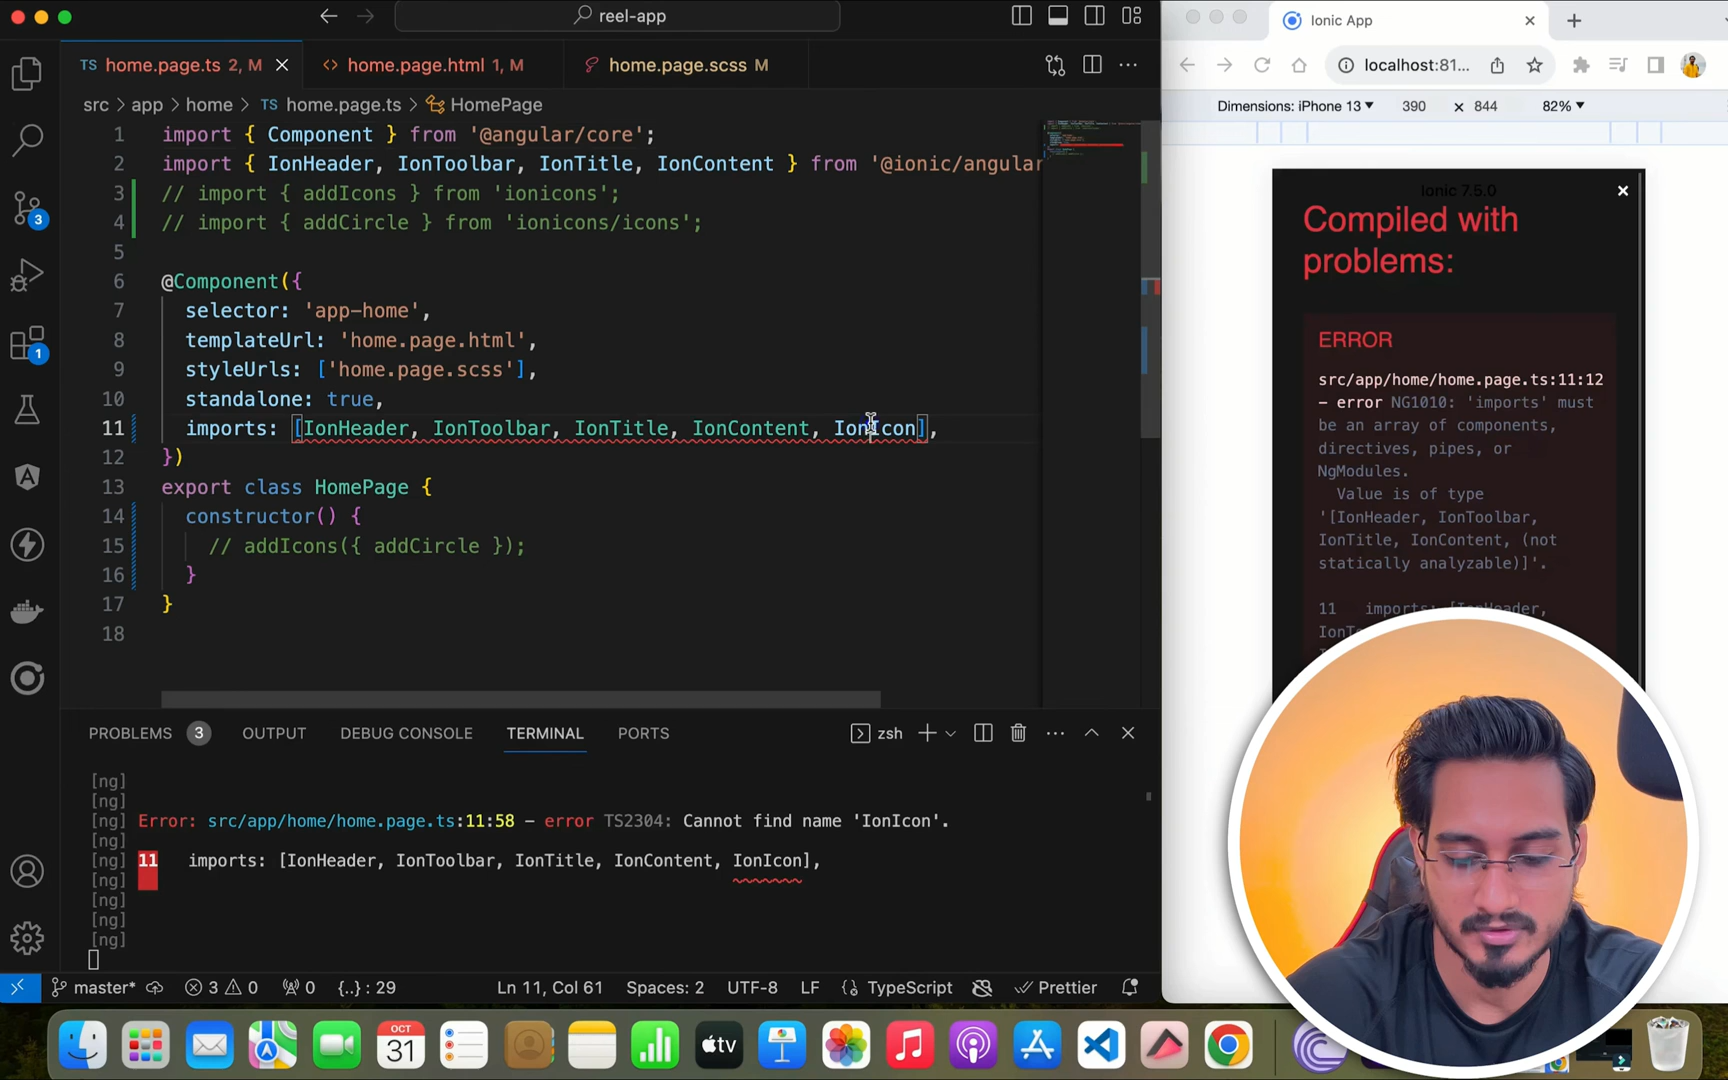 reel-app
TS home.page.ts 2, M
<> home.page.html 1, M
home.page.scss M
src > app > home > TS home.page.ts > HomePage
1 import { Component } from '@angular/core';
2 import { IonHeader, IonToolbar, IonTitle, IonContent } from '@ionic/angular
3 // import { addIcons } from 'ionicons';
4 // import { addCircle } from 'ionicons/icons';
5
6 @Component({
7 selector: 'app-home',
8 templateUrl: 'home.page.html',
9 styleUrls: ['home.page.scss'],
10 standalone: true,
11 imports: [IonHeader, IonToolbar, IonTitle, IonContent, IonIcon],
12 })
13 export class HomePage {
14 constructor() {
15 // addIcons({ addCircle });
16 }
17 }
18
3
1
PROBLEMS 3 OUTPUT DEBUG CONSOLE TERMINAL PORTS
zsh
[ng]
[ng]
[ng] Error: src/app/home/home.page.ts:11:58 - error TS2304: Cannot find name 'IonIcon'.
[ng]
[ng] 11 imports: [IonHeader, IonToolbar, IonTitle, IonContent, IonIcon],
[ng]
[ng]
[ng]
[ng]
master* 3 0 0 {..} : 29 Ln 11, Col 61 Spaces: 2 UTF-8 LF TypeScript Prettier
Ionic App
localhost:81...
Dimensions: iPhone 13 390 × 844 82%
Ionic 7.5.0
Compiled with
problems:
ERROR
src/app/home/home.page.ts:11:12
- error NG1010: 'imports' must
be an array of components,
directives, pipes, or
NgModules.
Value is of type
'[IonHeader, IonToolbar,
IonTitle, IonContent, (not
statically analyzable)]'.
11 imports: [IonHeader,
OCT
31
tv